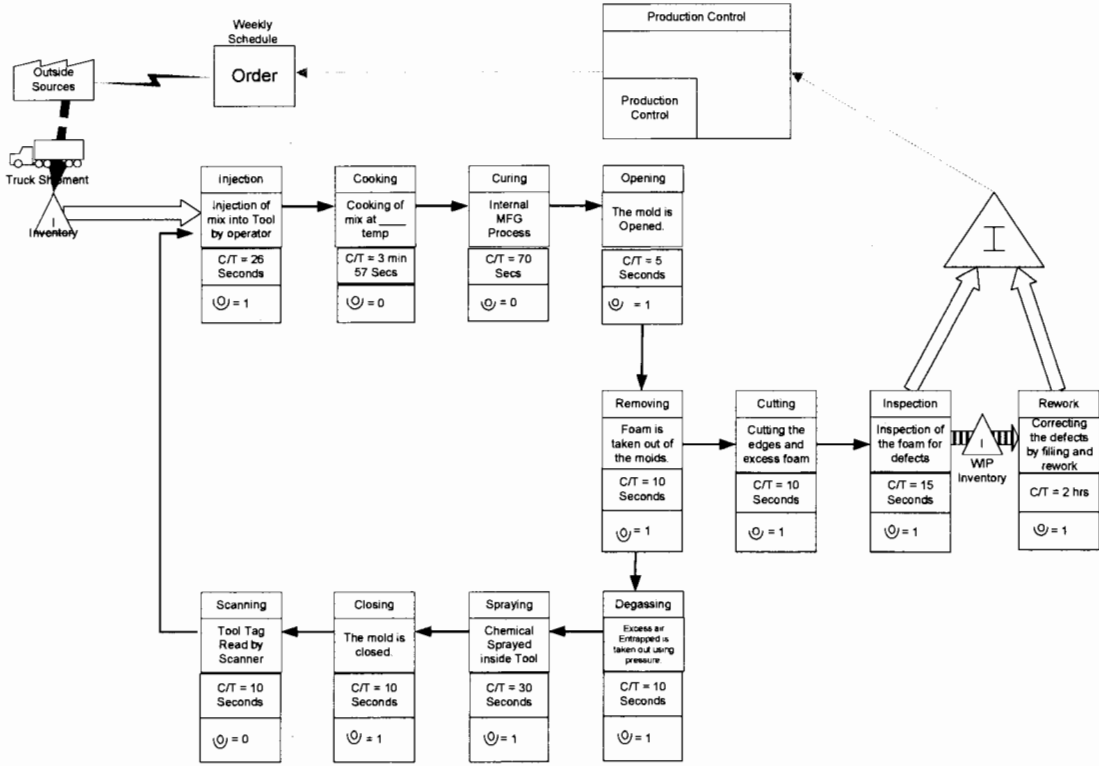 Weekly
Schedule
Order
Outside
Sources
Truck Shipment
I
Inventory
Production Control
Production
Control
Injection
Injection of
mix into Tool
by operator
C/T = 26
Seconds
= 1
Cooking
Cooking of
mix at ____
temp
C/T = 3 min
57 Secs
= 0
Curing
Internal
MFG
Process
C/T = 70
Secs
= 0
Opening
The mold is
Opened.
C/T = 5
Seconds
= 1
I
Removing
Foam is
taken out of
the molds.
C/T = 10
Seconds
= 1
Cutting
Cutting the
edges and
excess foam
C/T = 10
Seconds
= 1
Inspection
Inspection of
the foam for
defects
C/T = 15
Seconds
= 1
I
WIP
Inventory
Rework
Correcting
the defects
by filling and
rework
C/T = 2 hrs
= 1
Scanning
Tool Tag
Read by
Scanner
C/T = 10
Seconds
= 0
Closing
The mold is
closed.
C/T = 10
Seconds
= 1
Spraying
Chemical
Sprayed
inside Tool
C/T = 30
Seconds
= 1
Degassing
Excess air
Entrapped is
taken out using
pressure.
C/T = 10
Seconds
= 1